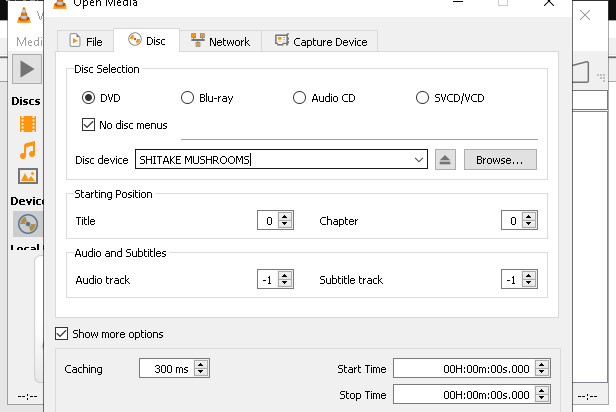 Open Media
Medi
File
Disc
Network
Capture Device
Disc Selection
DVD
Blu-ray
Audio CD
SVCD/VCD
No disc menus
Disc device
SHITAKE MUSHROOMS
Browse...
Starting Position
Title
0
Chapter
0
Audio and Subtitles
Audio track
-1
Subtitle track
-1
Show more options
Caching
300 ms
Start Time
00H:00m:00s.000
Stop Time
00H:00m:00s.000
Discs
Device
Local
--:--
--:--